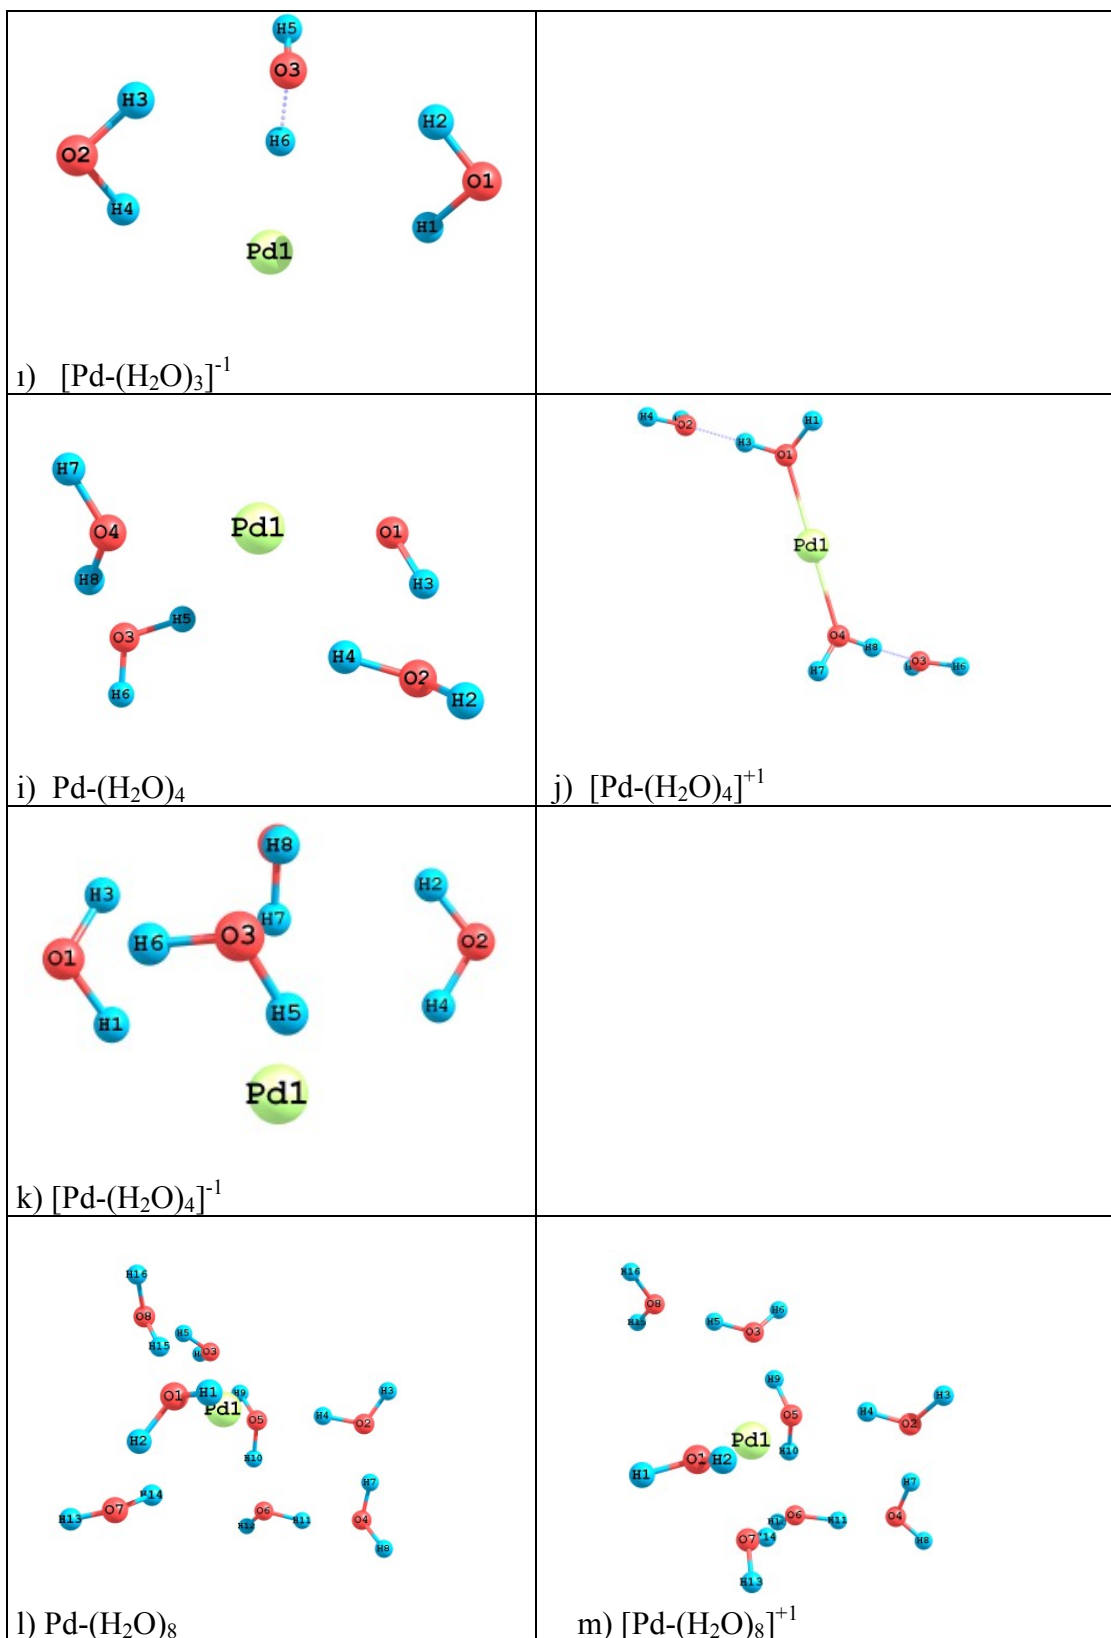 H5
O3
H3
H2
H6
O2
O1
H4
H1
Pd1
ı) [Pd-(H₂O)₃]⁻¹
H7
Pd1
O4
O1
H8
H3
H5
O3
H4
O2
H6
H2
i) Pd-(H₂O)₄
H4
O2
H1
H3
O1
Pd1
O4
H8
O3
H7
H6
j) [Pd-(H₂O)₄]⁺¹
H8
H3
H2
H7
O3
H6
O2
O1
H4
H5
H1
Pd1
k) [Pd-(H₂O)₄]⁻¹
H16
O8
H5
H15
O3
O1
H1
H9
H3
Pd1
H4
O5
O2
H2
H10
H7
H14
O7
H13
O6
H11
O4
H12
H8
l) Pd-(H₂O)₈
H16
O8
H6
H15
H5
O3
H9
H3
H4
O5
O2
Pd1
H10
O1
H2
H1
H7
O6
H11
O4
H12
O7
H14
H8
H13
m) [Pd-(H₂O)₈]⁺¹